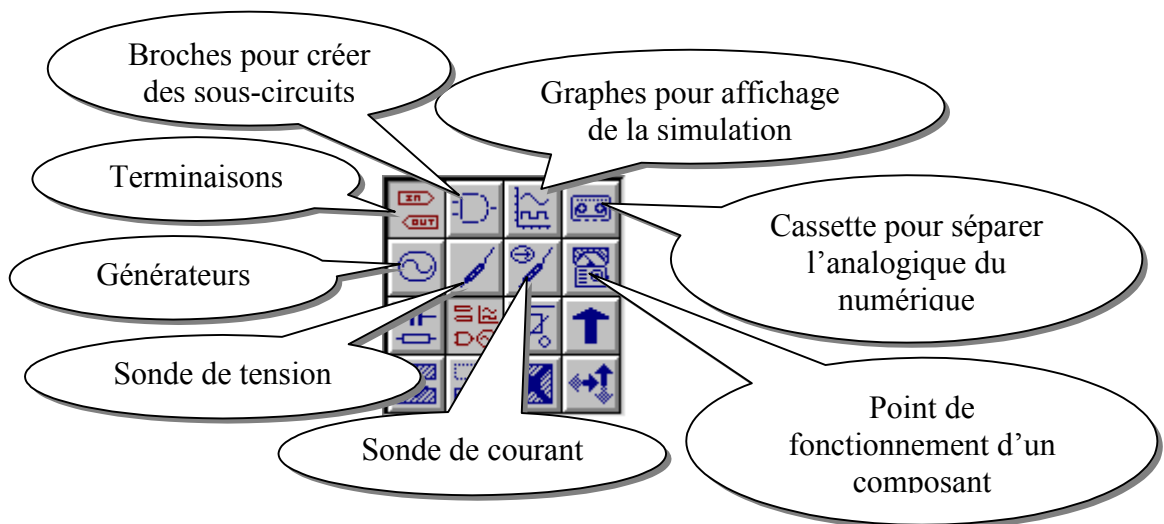 Broches pour créer
des sous-circuits
Graphes pour affichage
de la simulation
Terminaisons
IN
OUT
Cassette pour séparer
l’analogique du
numérique
Générateurs
Sonde de tension
Sonde de courant
Point de
fonctionnement d’un
composant